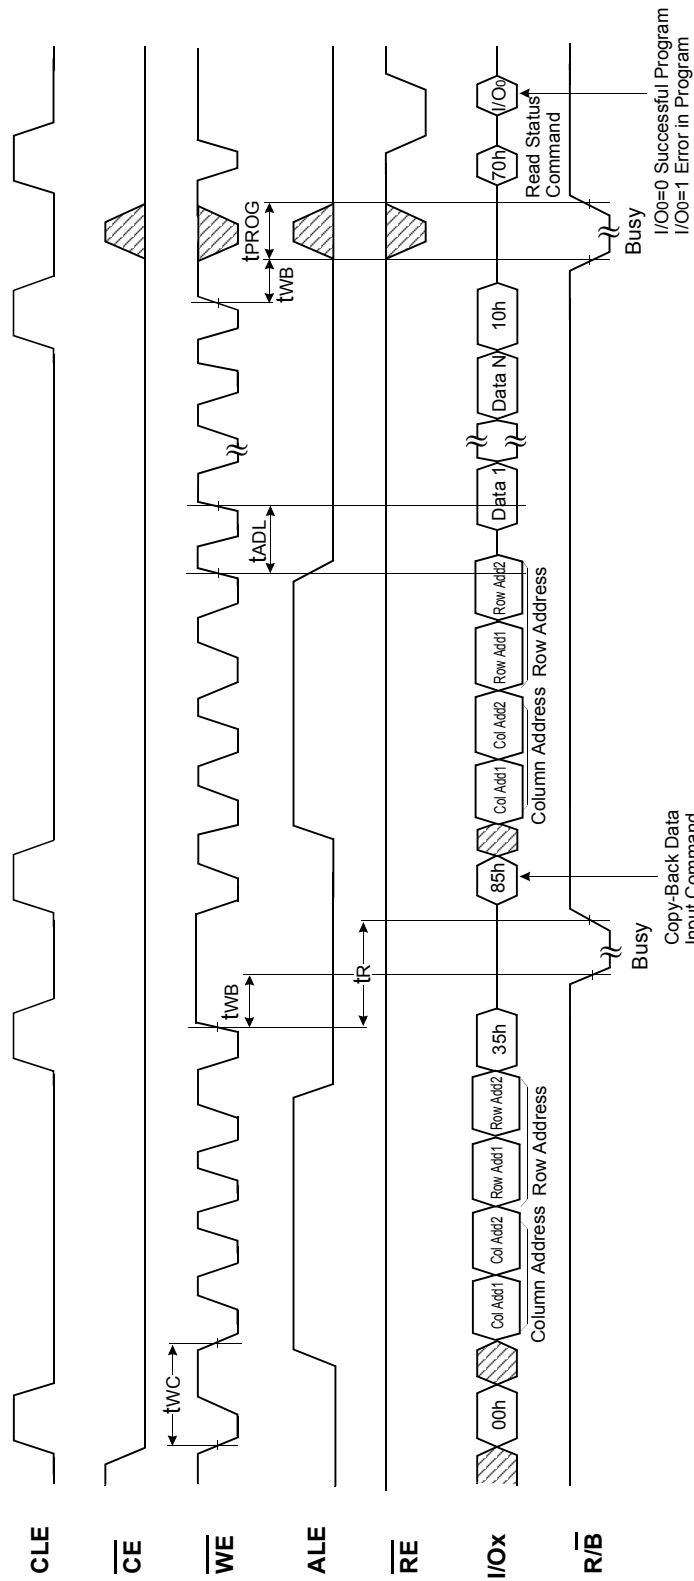 CLE
CE
tWC
WE
tWB
tADL
tWB
tPROG
ALE
tR
RE
I/Ox
00h
Col Add1
Col Add2
Row Add1
Row Add2
35h
85h
Col Add1
Col Add2
Row Add1
Row Add2
Data 1
Data N
10h
70h
I/O0
Column Address
Row Address
Column Address
Row Address
Read Status
Command
R/B
Busy
Busy
Copy-Back Data
Input Command
I/O0=0 Successful Program
I/O0=1 Error in Program